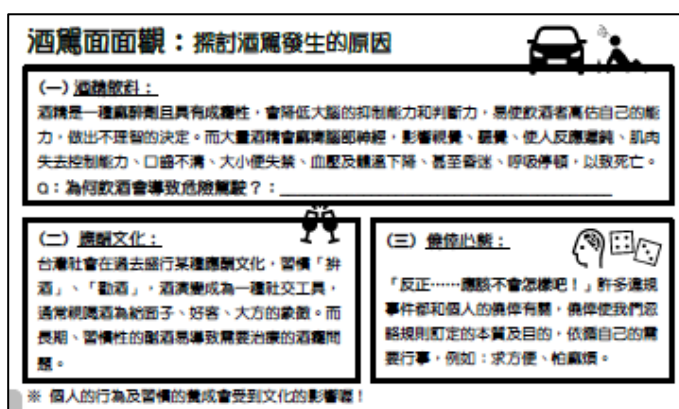 酒駕面面觀：探討酒駕發生的原因
(一) 酒精飲料：
酒精是一種麻醉劑且具有成癮性，會降低大腦的抑制能力和判斷力，易使飲酒者高估自己的能
力，做出不理智的決定。而大量酒精會麻痺腦部神經，影響視覺、聽覺、使人反應遲鈍、肌肉
失去控制能力、口齒不清、大小便失禁、血壓及體溫下降、甚至昏迷、呼吸停頓，以致死亡。
Q：為何飲酒會導致危險駕駛？：
(二) 應酬文化：
台灣社會在過去盛行某種應酬文化，習慣「拚
酒」、「勸酒」，酒演變成為一種社交工具，
通常視喝酒為給面子、好客、大方的象徵。而
長期、習慣性的酗酒易導致需要治療的酒癮問
題。
(三) 僥倖心態：
「反正……應該不會怎樣吧！」許多違規
事件都和個人的僥倖有關，僥倖使我們忽
略規則訂定的本質及目的，依循自己的需
要行事，例如：求方便、怕麻煩。
※ 個人的行為及習慣的養成會受到文化的影響喔！